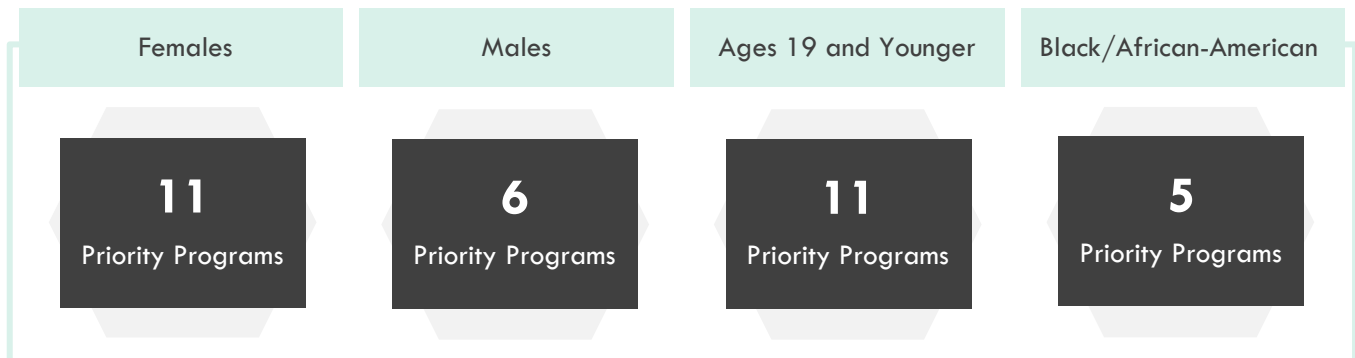 Females
Males
Ages 19 and Younger
Black/African-American
11
Priority Programs
6
Priority Programs
11
Priority Programs
5
Priority Programs